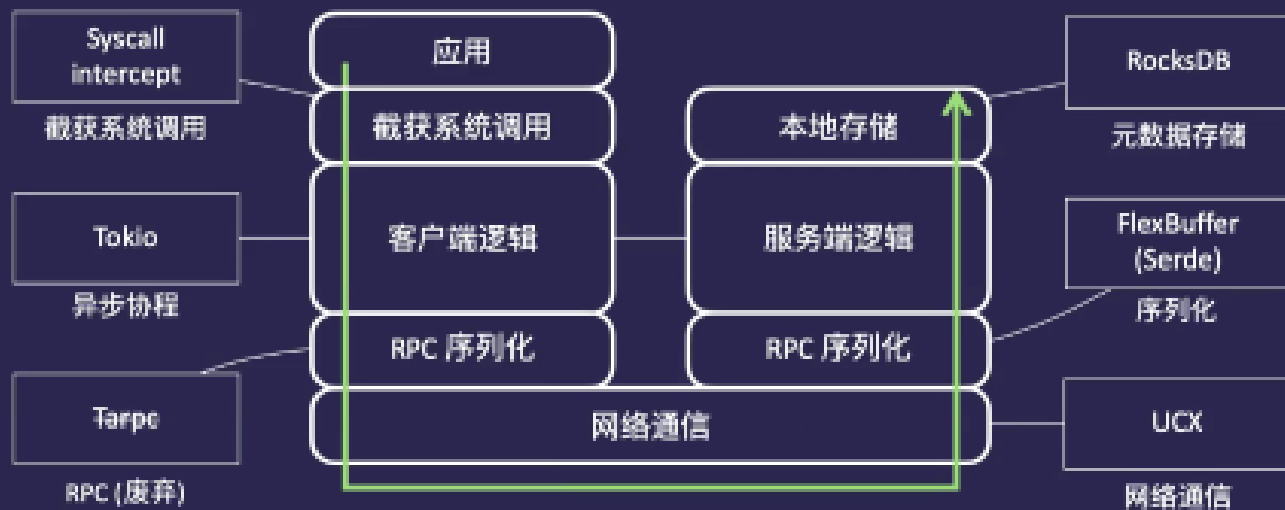 Syscall
intercept
截获系统调用
Tokio
异步协程
Tarpc
RPC (废弃)
应用
截获系统调用
客户端逻辑
RPC 序列化
本地存储
服务端逻辑
RPC 序列化
网络通信
RocksDB
元数据存储
FlexBuffer
(Serde)
序列化
UCX
网络通信